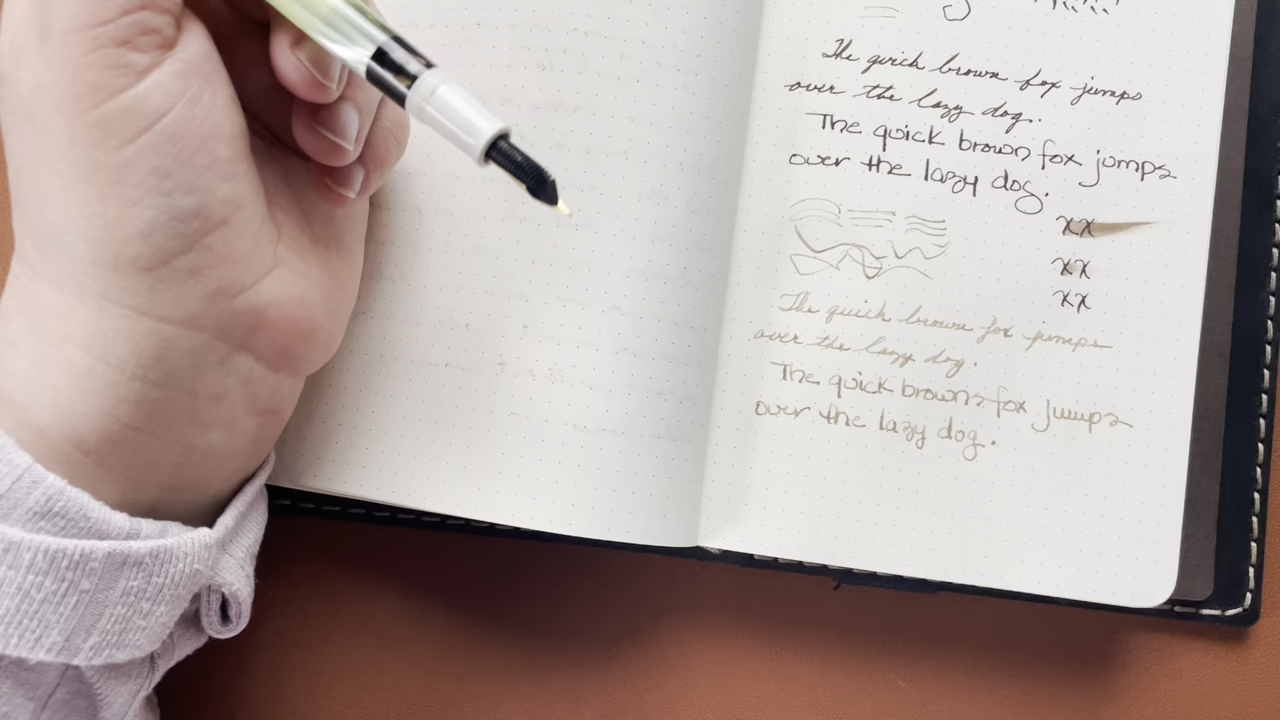 The quick brown fox jumps
over the lazy dog.
The quick brown fox jumps
over the lazy dog.
xx
xx
xx
The quick brown fox jumps
over the lazy dog.
The quick browns fox jumps
over the lazy dog.